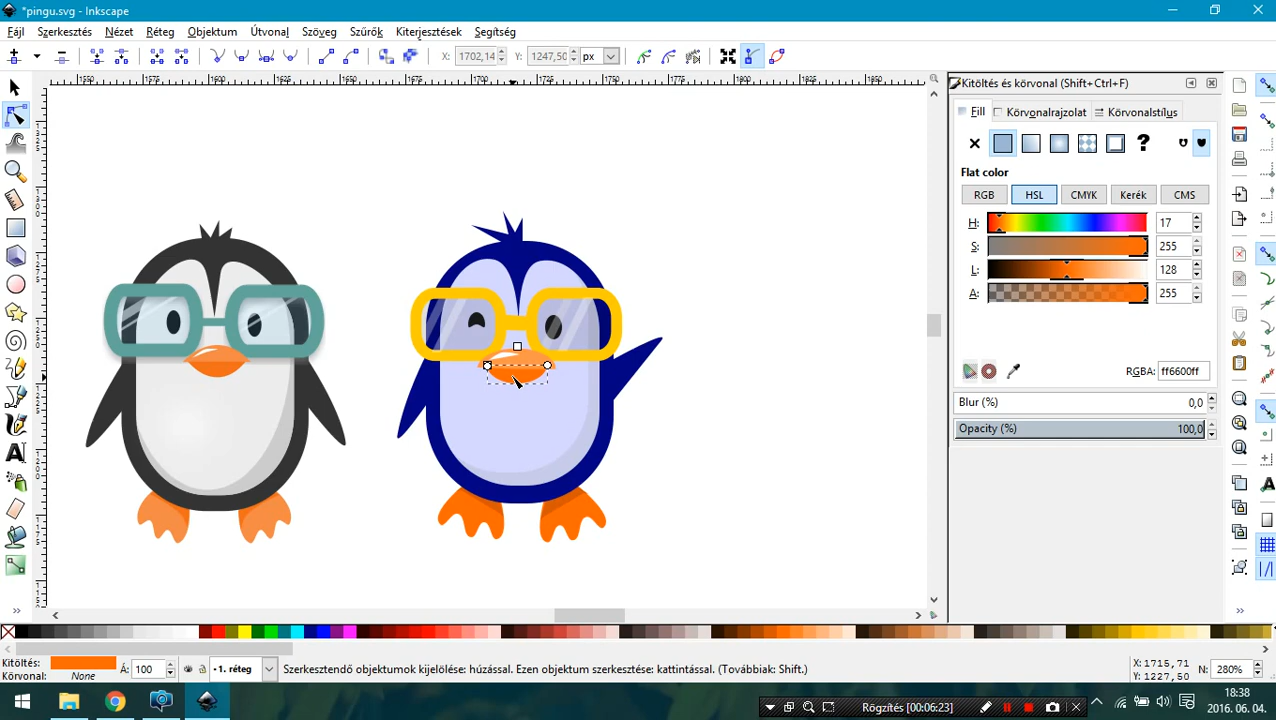 *pingu.svg - Inkscape
Fájl Szerkesztés Nézet Réteg Objektum Útvonal Szöveg Szűrők Kiterjesztések Segítség
X: 1702,14 Y: 1247,50 px
Kitöltés és körvonal (Shift+Ctrl+F)
Fill Körvonalrajzolat Körvonalstílus
Flat color
RGB HSL CMYK Kerék CMS
H: 17
S: 255
L: 128
A: 255
RGBA: ff6600ff
Blur (%) 0,0
Opacity (%) 100,0
Kitöltés: Á: 100 1. réteg Szerkesztendő objektumok kijelölése: húzással. Ezen objektum szerkesztése: kattintással. (Továbbiak: Shift.) X: 1715,71 N: 280%
Körvonal: None Y: 1227,50
Rögzítés [00:06:23]
18:38
2016. 06. 04.